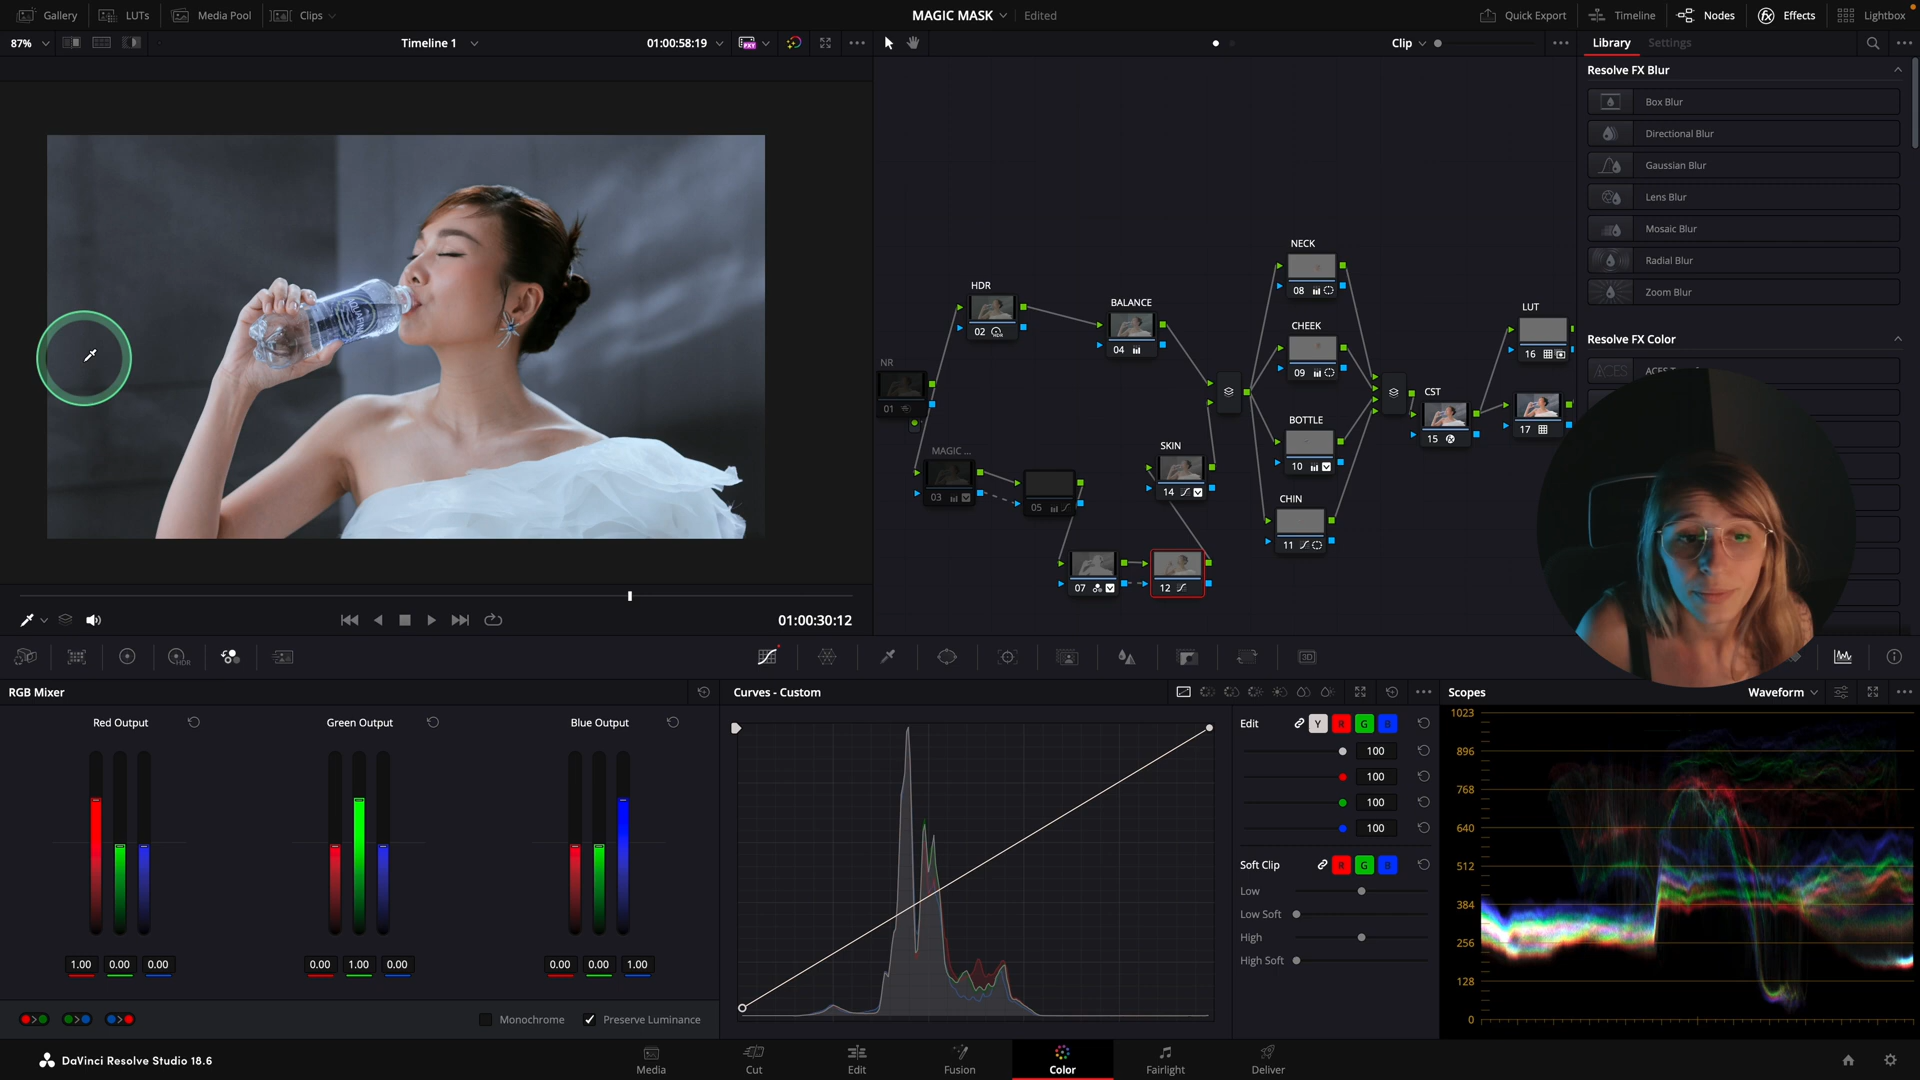 Gallery
LUTs
Media Pool
Clips
MAGIC MASK
Edited
Quick Export
Timeline
Nodes
Effects
Lightbox
87%
Timeline 1
01:00:58:19
Clip
Library
Settings
Resolve FX Blur
Box Blur
Directional Blur
Gaussian Blur
Lens Blur
Mosaic Blur
Radial Blur
Zoom Blur
Resolve FX Color
AQUAFINA
NR
01
HDR
02
HDR
MAGIC ...
03
BALANCE
04
05
07
12
SKIN
14
NECK
08
CHEEK
09
BOTTLE
10
CHIN
11
CST
15
LUT
16
17
01:00:30:12
HDR
3D
RGB Mixer
Red Output
Green Output
Blue Output
1.00 0.00 0.00
0.00 1.00 0.00
0.00 0.00 1.00
Monochrome
Preserve Luminance
Curves - Custom
Edit
Y R G B
100
100
100
100
Soft Clip
R G B
Low
Low Soft
High
High Soft
Scopes
Waveform
1023
896
768
640
512
384
256
128
0
DaVinci Resolve Studio 18.6
Media
Cut
Edit
Fusion
Color
Fairlight
Deliver